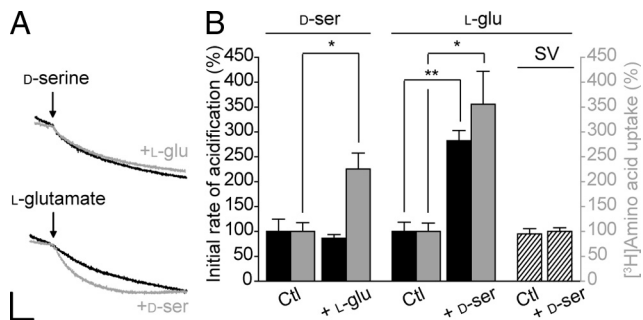 A
D-serine
+L-glu
L-glutamate
+D-ser
B
D-ser
L-glu
SV
*
**
*
Initial rate of acidification (%)
450
400
350
300
250
200
150
100
50
0
450
400
350
300
250
200
150
100
50
0
[³H]Amino acid uptake (%)
Ctl
+ L-glu
Ctl
+ D-ser
Ctl
+ D-ser